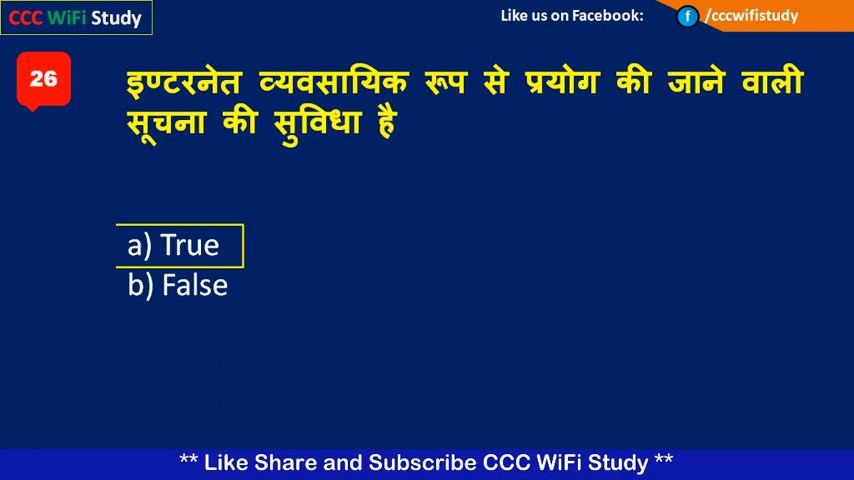 CCC WiFi Study
Like us on Facebook:
f /cccwifistudy
26
इण्टरनेत व्यवसायिक रूप से प्रयोग की जाने वाली
सूचना की सुविधा है
a) True
b) False
** Like Share and Subscribe CCC WiFi Study **